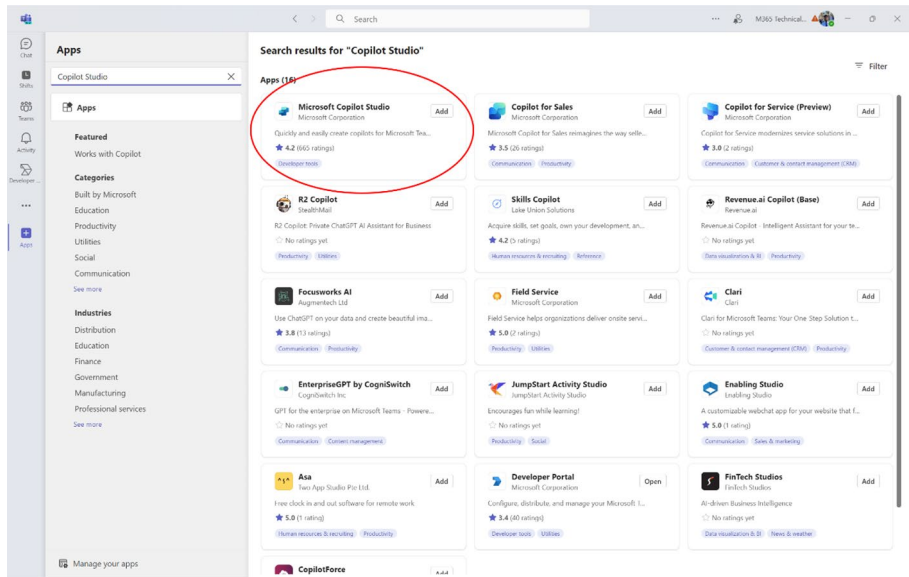 Search
M365 Technical...
Chat
Shifts
Teams
Activity
Developer ...
Apps
Apps
Copilot Studio
Apps
Featured
Works with Copilot
Categories
Built by Microsoft
Education
Productivity
Utilities
Social
Communication
See more
Industries
Distribution
Education
Finance
Government
Manufacturing
Professional services
See more
Manage your apps
Search results for "Copilot Studio"
Filter
Apps (16)
Microsoft Copilot Studio
Microsoft Corporation
Add
Quickly and easily create copilots for Microsoft Tea...
4.2 (665 ratings)
Developer tools
Copilot for Sales
Microsoft Corporation
Add
Microsoft Copilot for Sales reimagines the way selle...
3.5 (26 ratings)
Communication Productivity
Copilot for Service (Preview)
Microsoft Corporation
Add
Copilot for Service modernizes service solutions in ...
3.0 (2 ratings)
Communication Customer & contact management (CRM)
R2 Copilot
StealthMail
Add
R2 Copilot: Private ChatGPT AI Assistant for Business
No ratings yet
Productivity Utilities
Skills Copilot
Lake Union Solutions
Add
Acquire skills, set goals, own your development, an...
4.2 (5 ratings)
Human resources & recruiting Reference
Revenue.ai Copilot (Base)
Revenue.ai
Add
Revenue.ai Copilot - Intelligent Assistant for your te...
No ratings yet
Data visualization & BI Productivity
Focusworks AI
Augmentech Ltd
Add
Use ChatGPT on your data and create beautiful ima...
3.8 (13 ratings)
Communication Productivity
Field Service
Microsoft Corporation
Add
Field Service helps organizations deliver onsite servi...
5.0 (2 ratings)
Productivity Utilities
Clari
Clari
Add
Clari for Microsoft Teams: Your One Step Solution t...
No ratings yet
Customer & contact management (CRM) Productivity
EnterpriseGPT by CogniSwitch
CogniSwitch Inc
Add
GPT for the enterprise on Microsoft Teams - Powere...
No ratings yet
Communication Content management
JumpStart Activity Studio
JumpStart Activity Studio
Add
Encourages fun while learning!
No ratings yet
Productivity Social
Enabling Studio
Enabling Studio
Add
A customizable webchat app for your website that f...
5.0 (1 rating)
Communication Sales & marketing
Asa
Two App Studio Pte Ltd.
Add
Free clock in and out software for remote work
5.0 (1 rating)
Human resources & recruiting Productivity
Developer Portal
Microsoft Corporation
Open
Configure, distribute, and manage your Microsoft T...
3.4 (40 ratings)
Developer tools Utilities
FinTech Studios
FinTech Studios
Add
AI-driven Business Intelligence
No ratings yet
Data visualization & BI News & weather
CopilotForce
Add